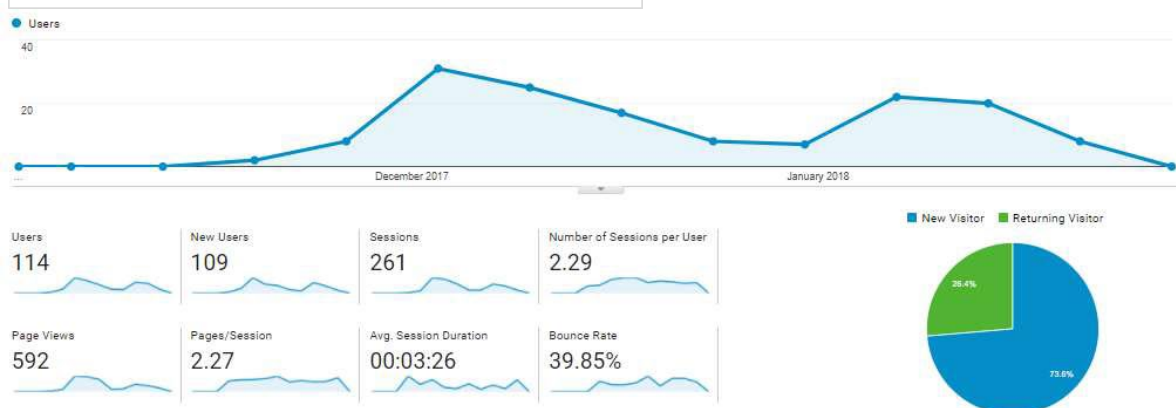 Users
40
20
...
December 2017
January 2018
New Visitor
Returning Visitor
Users
New Users
Sessions
Number of Sessions per User
114
109
261
2.29
Page Views
Pages/Session
Avg. Session Duration
Bounce Rate
592
2.27
00:03:26
39.85%
26.4%
73.6%